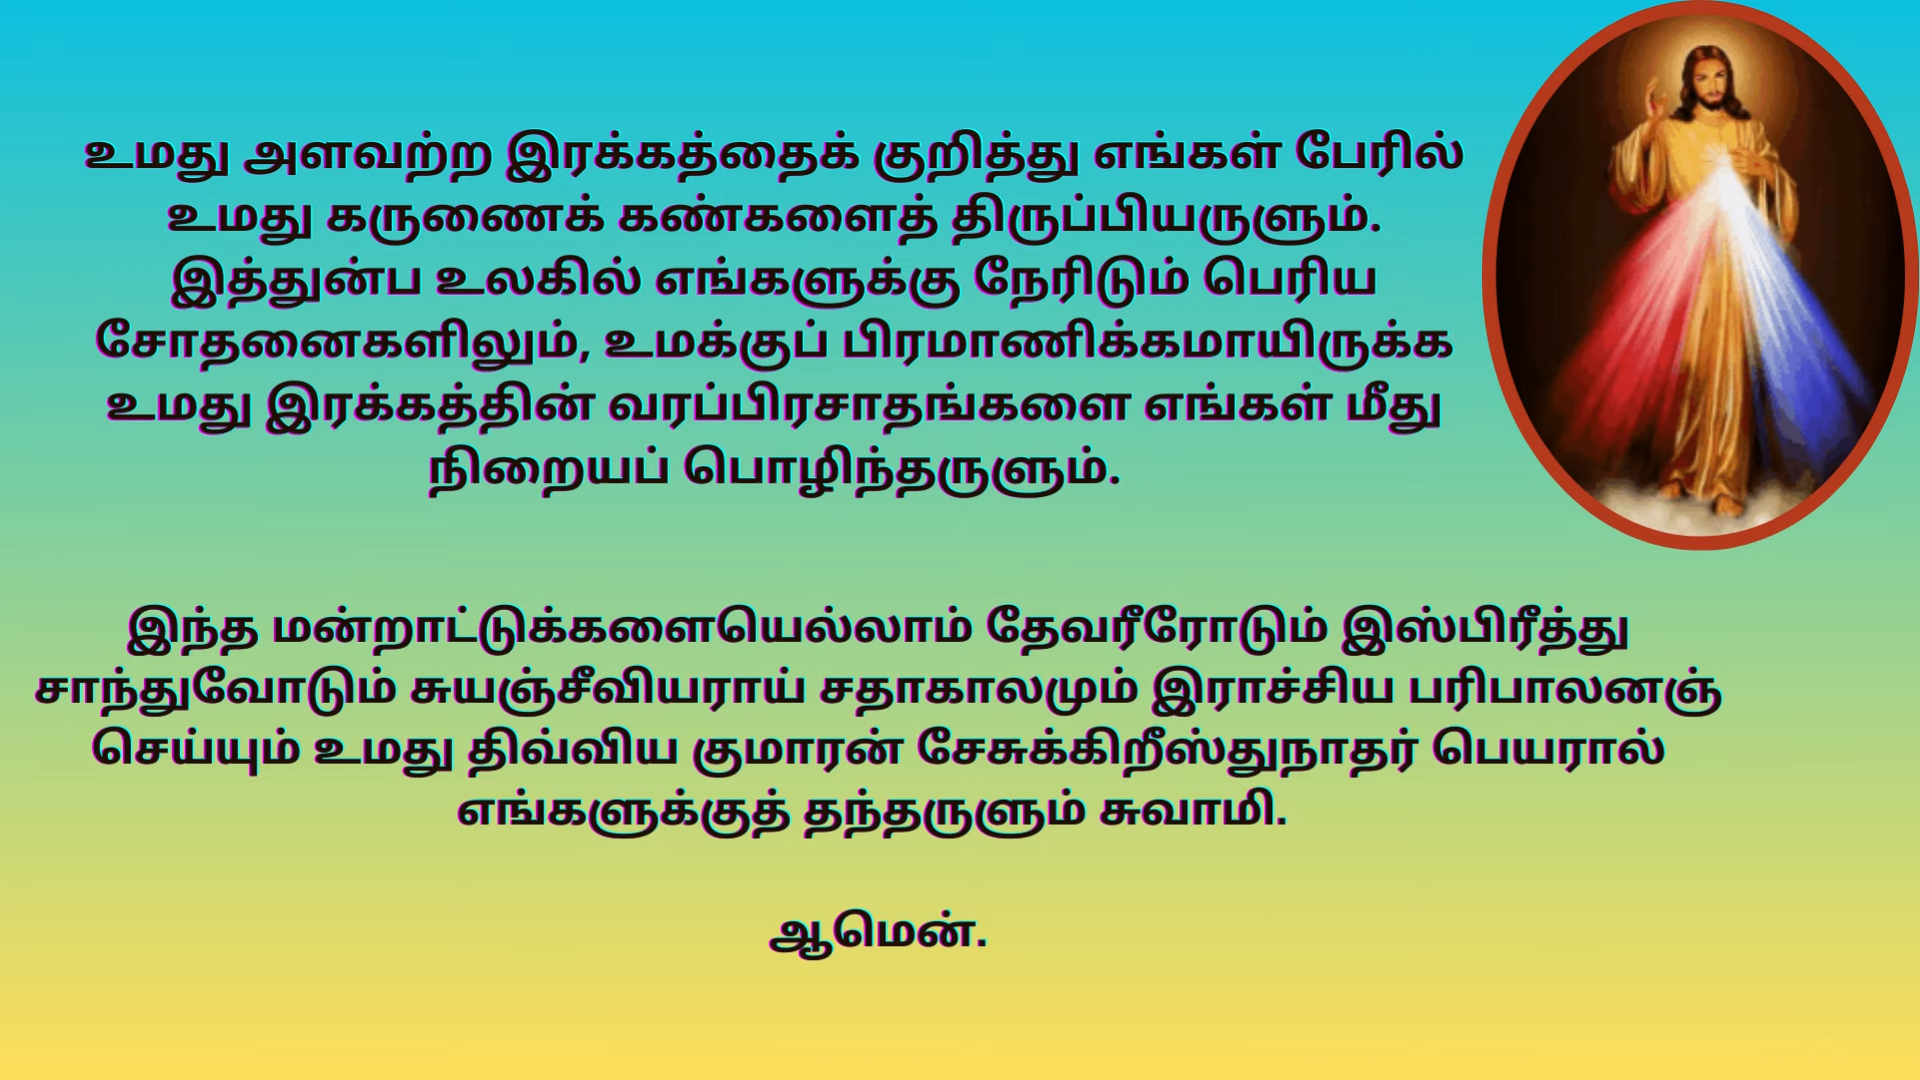 உமது அளவற்ற இரக்கத்தைக் குறித்து எங்கள் பேரில்
உமது கருணைக் கண்களைத் திருப்பியருளும்.
இத்துன்ப உலகில் எங்களுக்கு நேரிடும் பெரிய
சோதனைகளிலும், உமக்குப் பிரமாணிக்கமாயிருக்க
உமது இரக்கத்தின் வரப்பிரசாதங்களை எங்கள் மீது
நிறையப் பொழிந்தருளும்.
இந்த மன்றாட்டுக்களையெல்லாம் தேவரீரோடும் இஸ்பிரீத்து
சாந்துவோடும் சுயஞ்சீவியராய் சதாகாலமும் இராச்சிய பரிபாலனஞ்
செய்யும் உமது திவ்விய குமாரன் சேசுக்கிறீஸ்துநாதர் பெயரால்
எங்களுக்குத் தந்தருளும் சுவாமி.
ஆமென்.